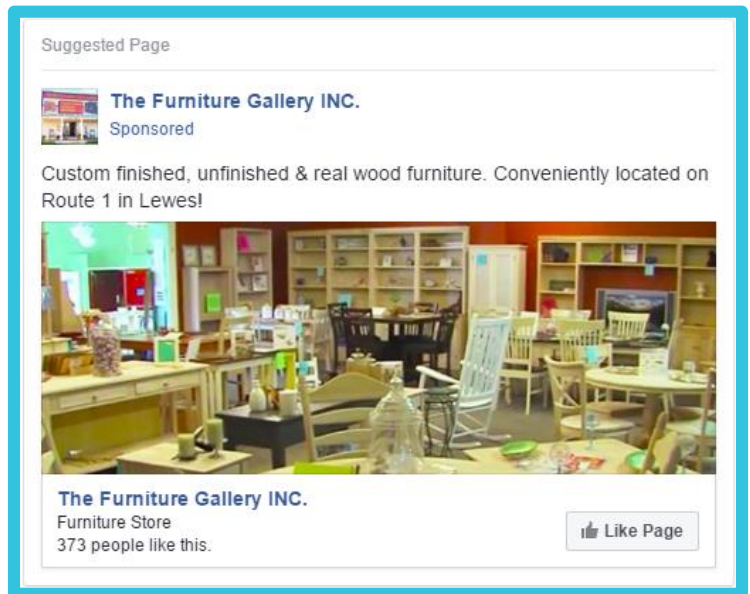 Suggested Page
The Furniture Gallery INC.
Sponsored
Custom finished, unfinished & real wood furniture. Conveniently located on
Route 1 in Lewes!
The Furniture Gallery INC.
Furniture Store
373 people like this.
Like Page